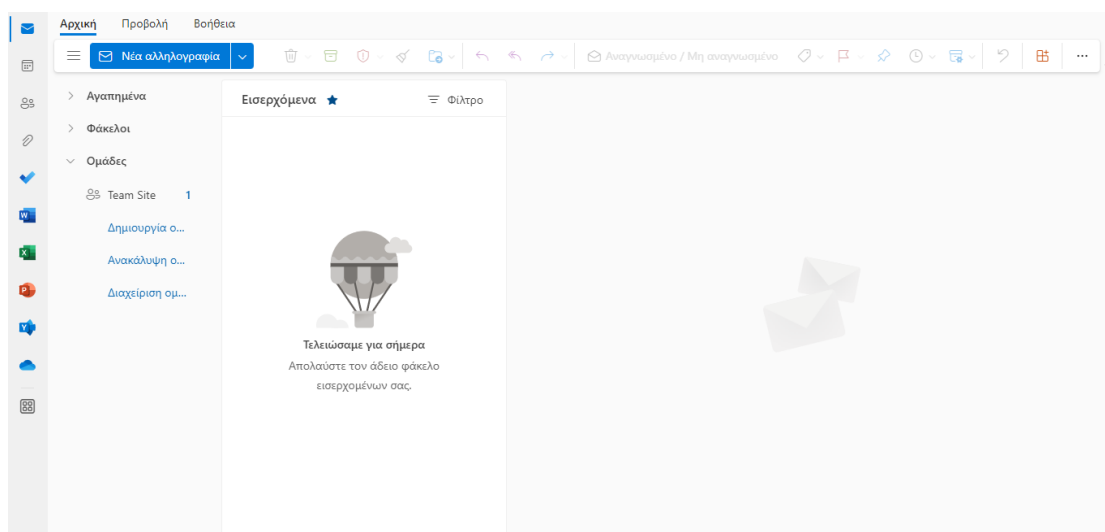 Αρχική Προβολή Βοήθεια
Νέα αλληλογραφία
Αναγνωσμένο / Μη αναγνωσμένο
Αγαπημένα
Φάκελοι
Ομάδες
Team Site 1
Δημιουργία ο...
Ανακάλυψη ο...
Διαχείριση ομ...
Εισερχόμενα
Φίλτρο
Τελειώσαμε για σήμερα
Απολαύστε τον άδειο φάκελο
εισερχομένων σας.